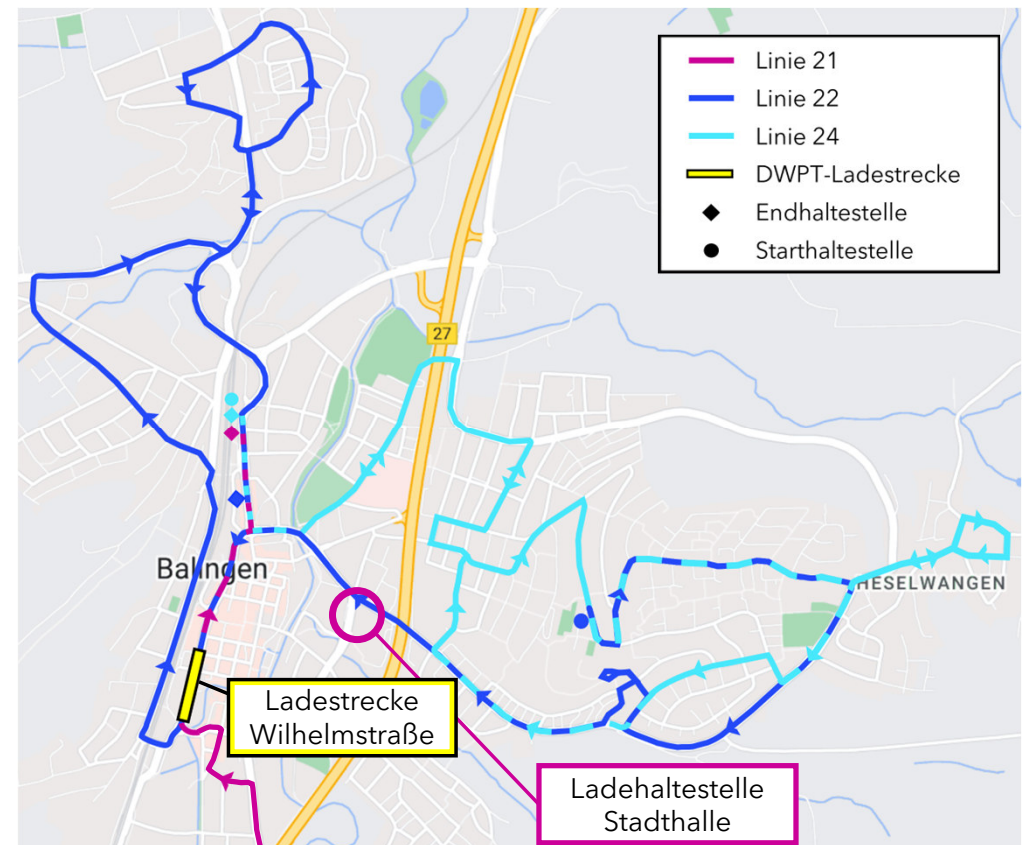 Linie 21
Linie 22
Linie 24
DWPT-Ladestrecke
Endhaltestelle
Starthaltestelle
27
Balingen
HESELWANGEN
Ladestrecke
Wilhelmstraße
Ladehaltestelle
Stadthalle